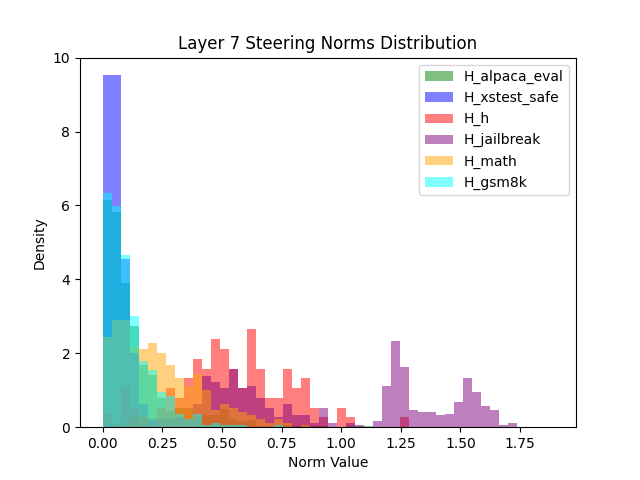 Layer 7 Steering Norms Distribution
10
8
6
4
2
0
Density
H_alpaca_eval
H_xstest_safe
H_h
H_jailbreak
H_math
H_gsm8k
0.00 0.25 0.50 0.75 1.00 1.25 1.50 1.75
Norm Value